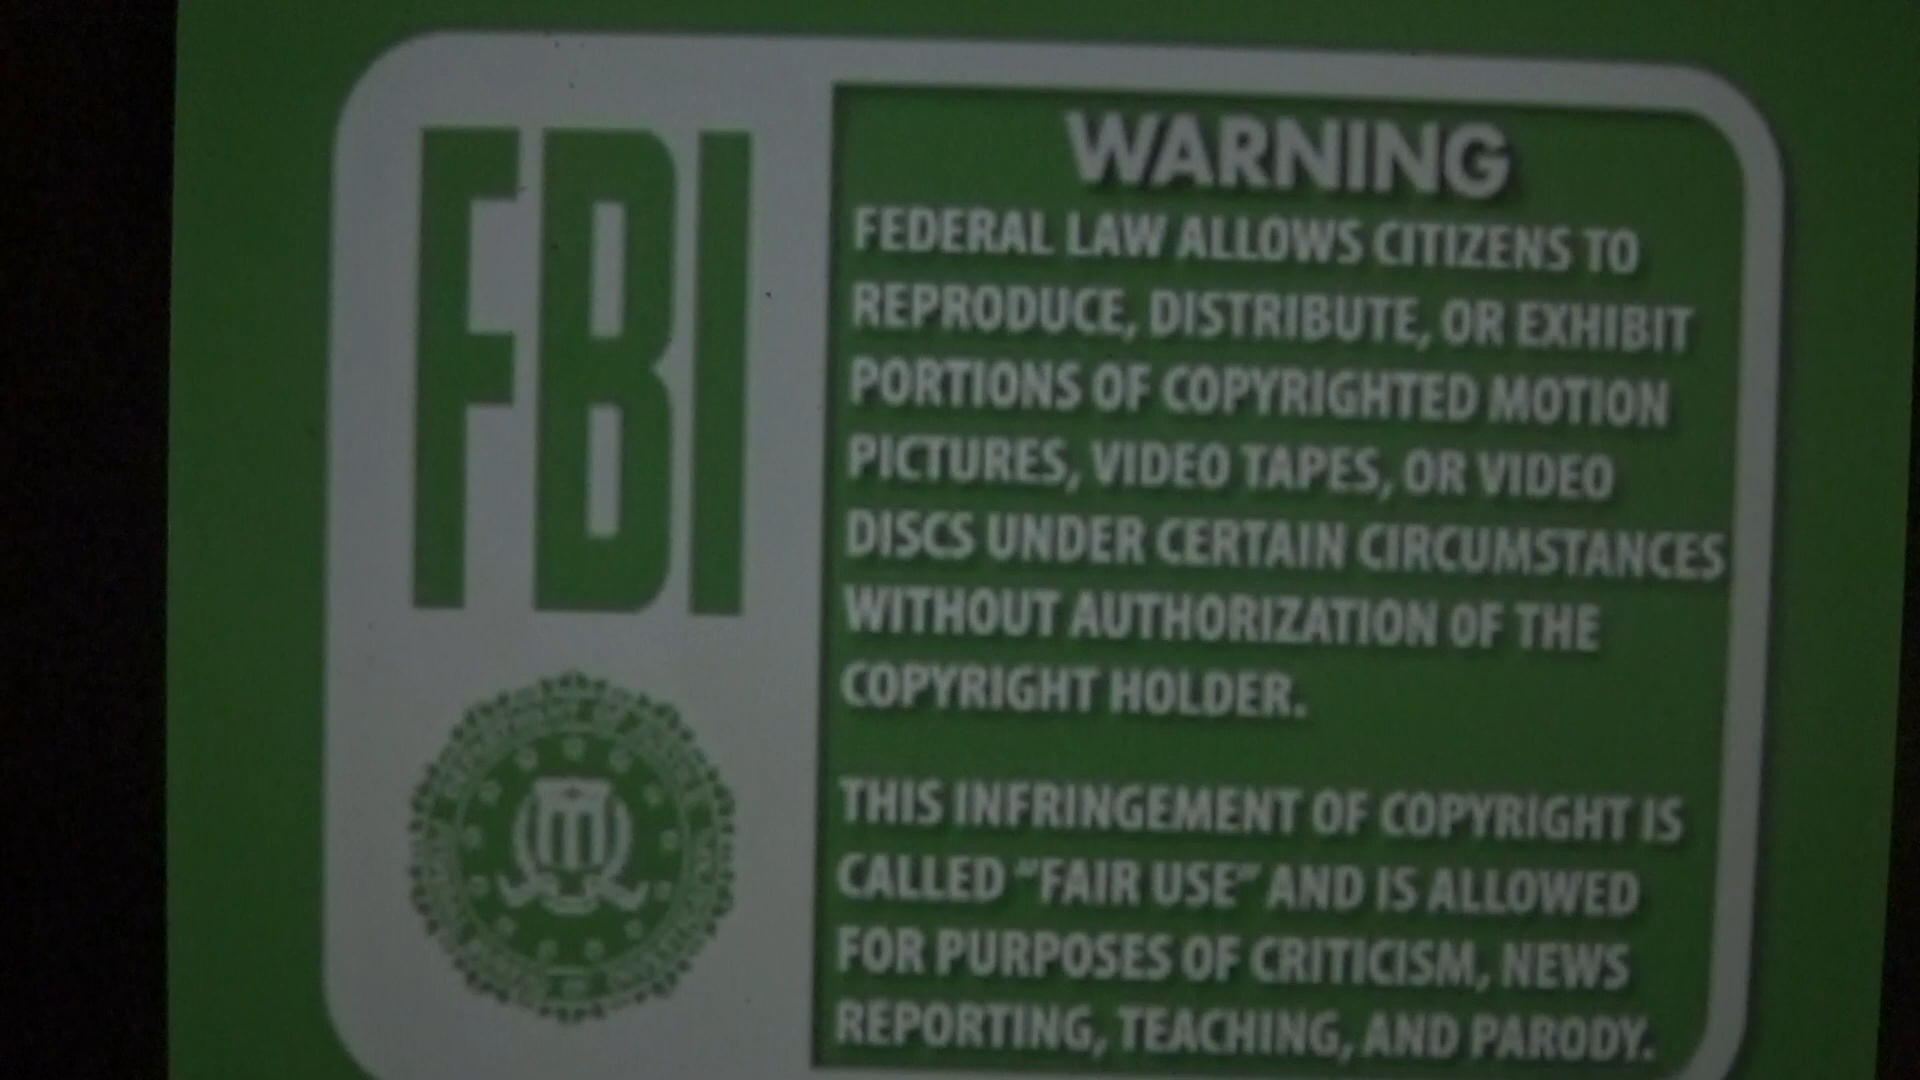 FBI
WARNING
FEDERAL LAW ALLOWS CITIZENS TO
REPRODUCE, DISTRIBUTE, OR EXHIBIT
PORTIONS OF COPYRIGHTED MOTION
PICTURES, VIDEO TAPES, OR VIDEO
DISCS UNDER CERTAIN CIRCUMSTANCES
WITHOUT AUTHORIZATION OF THE
COPYRIGHT HOLDER.
THIS INFRINGEMENT OF COPYRIGHT IS
CALLED "FAIR USE" AND IS ALLOWED
FOR PURPOSES OF CRITICISM, NEWS
REPORTING, TEACHING, AND PARODY.